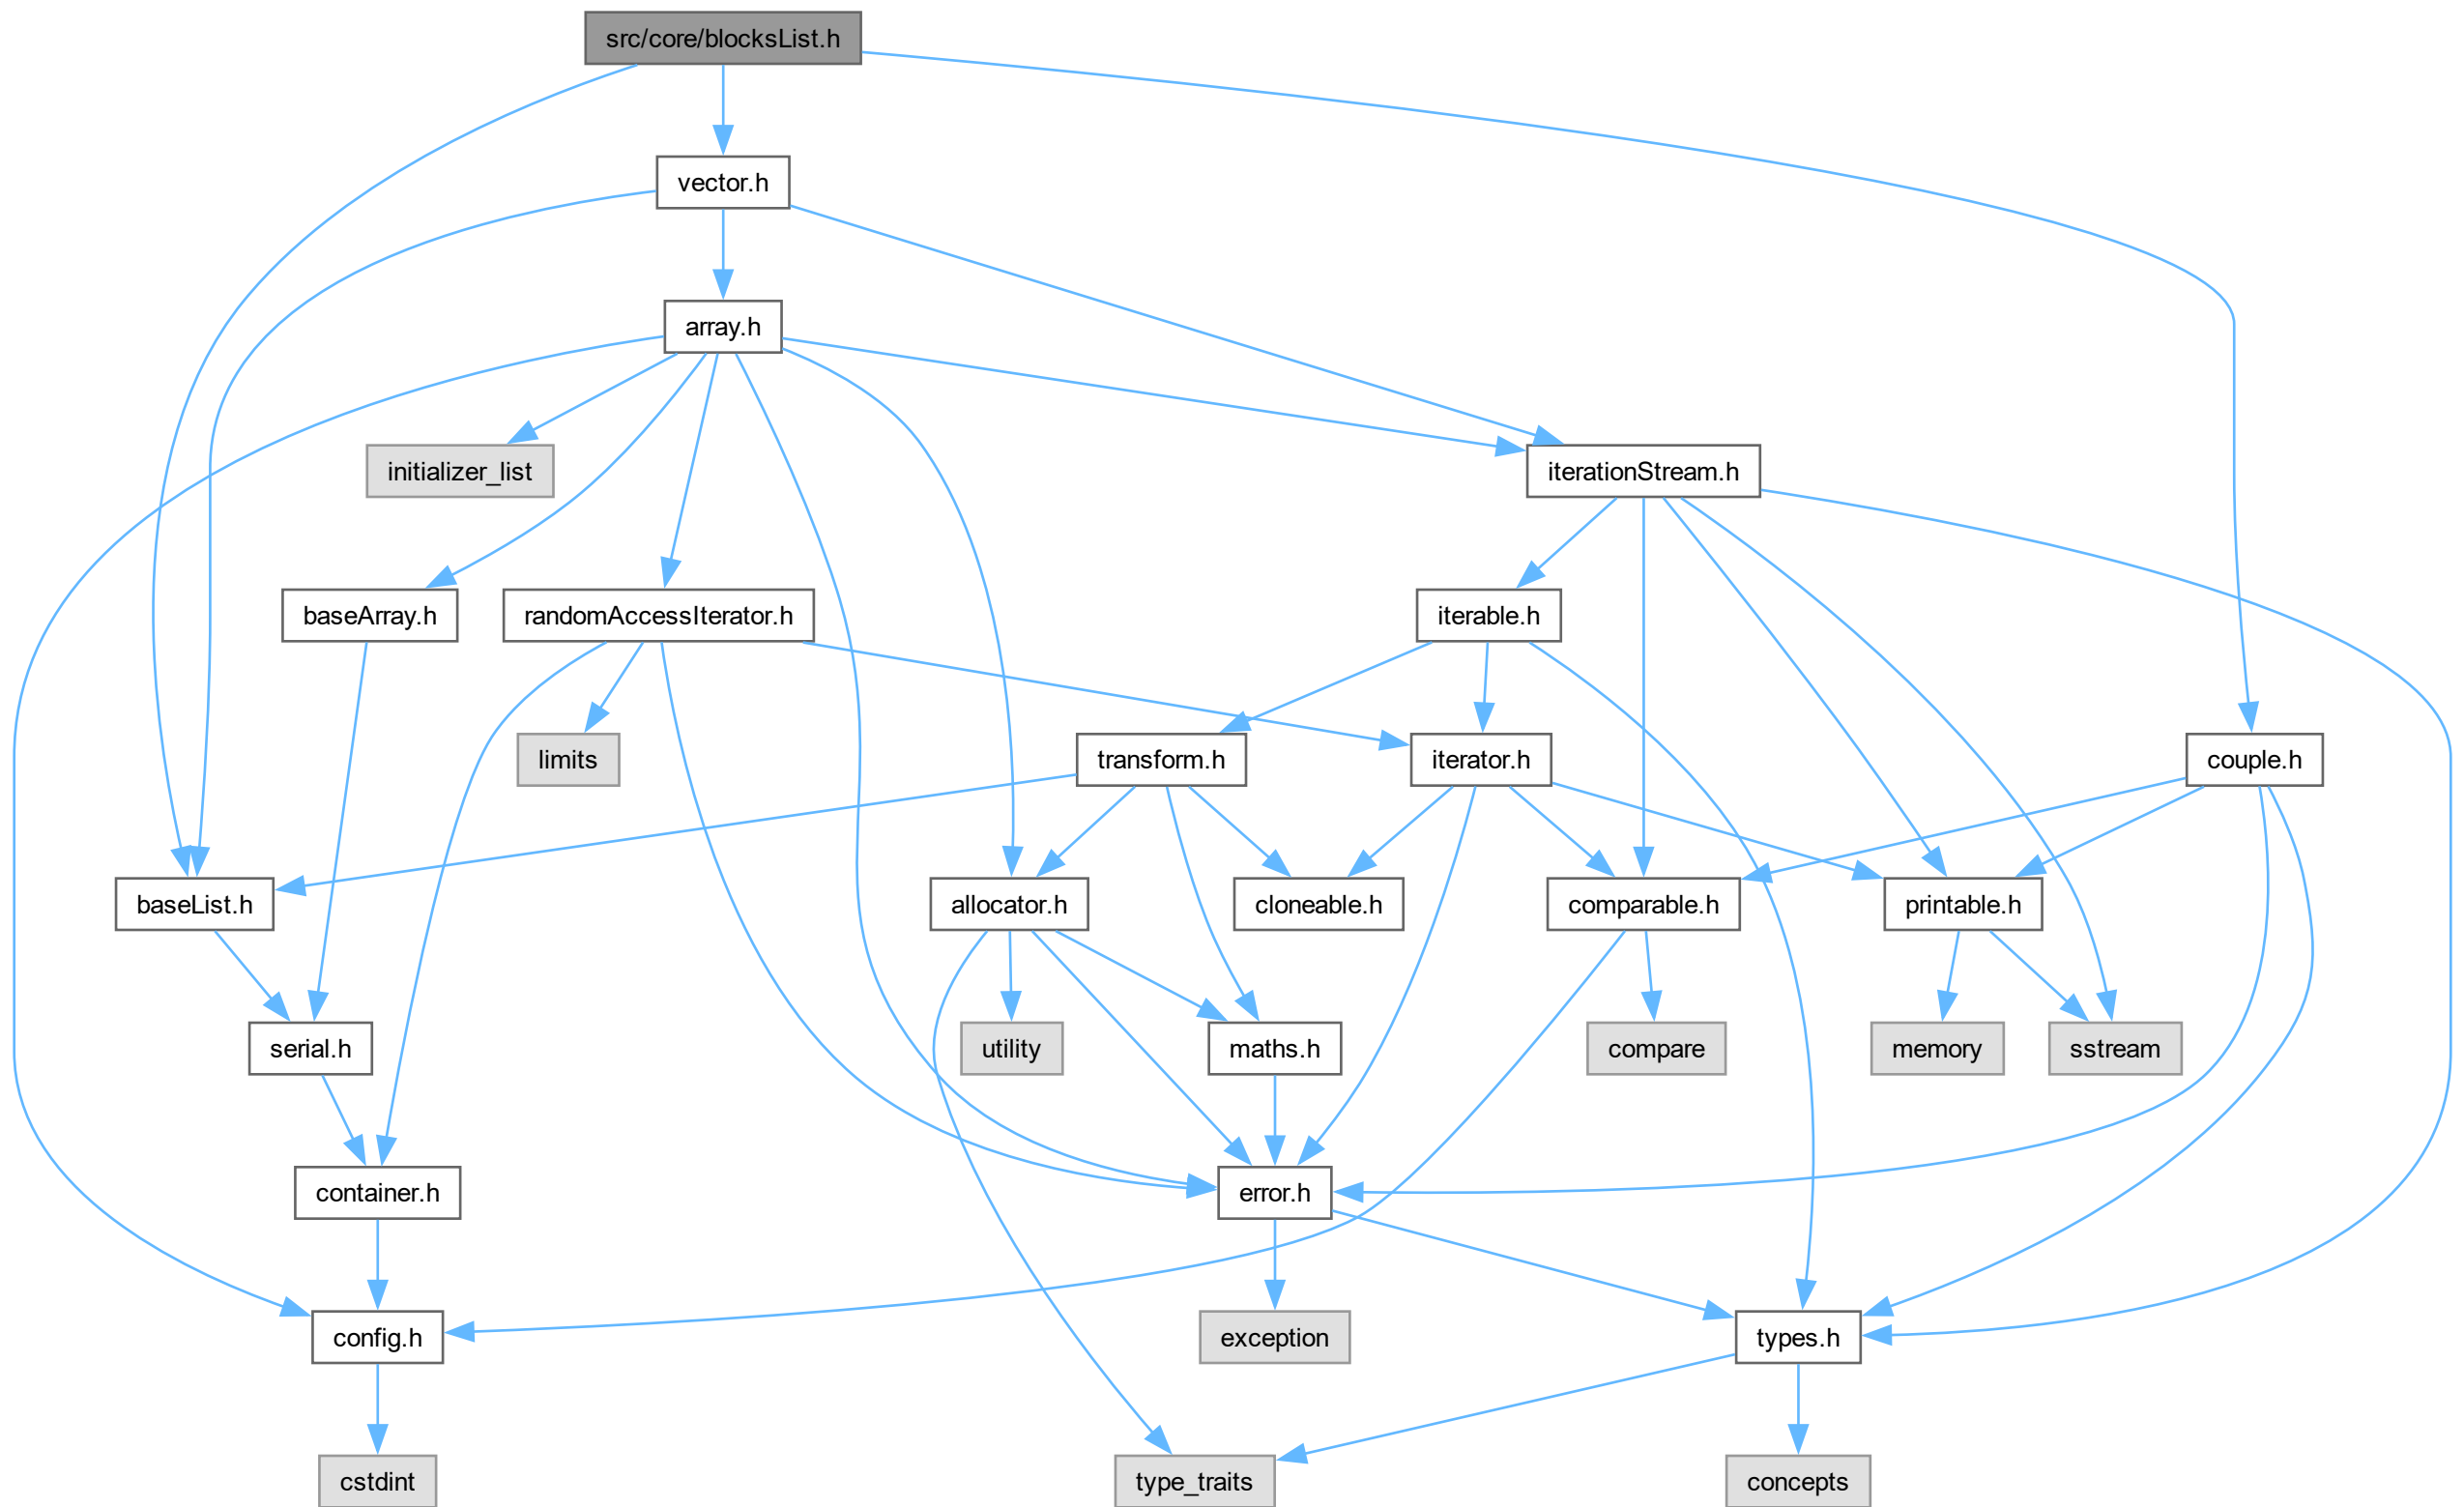 src/core/blocksList.h
vector.h
array.h
initializer_list
iterationStream.h
baseArray.h
randomAccessIterator.h
iterable.h
limits
transform.h
iterator.h
couple.h
baseList.h
allocator.h
cloneable.h
comparable.h
printable.h
serial.h
utility
maths.h
compare
memory
sstream
container.h
error.h
config.h
exception
types.h
cstdint
type_traits
concepts